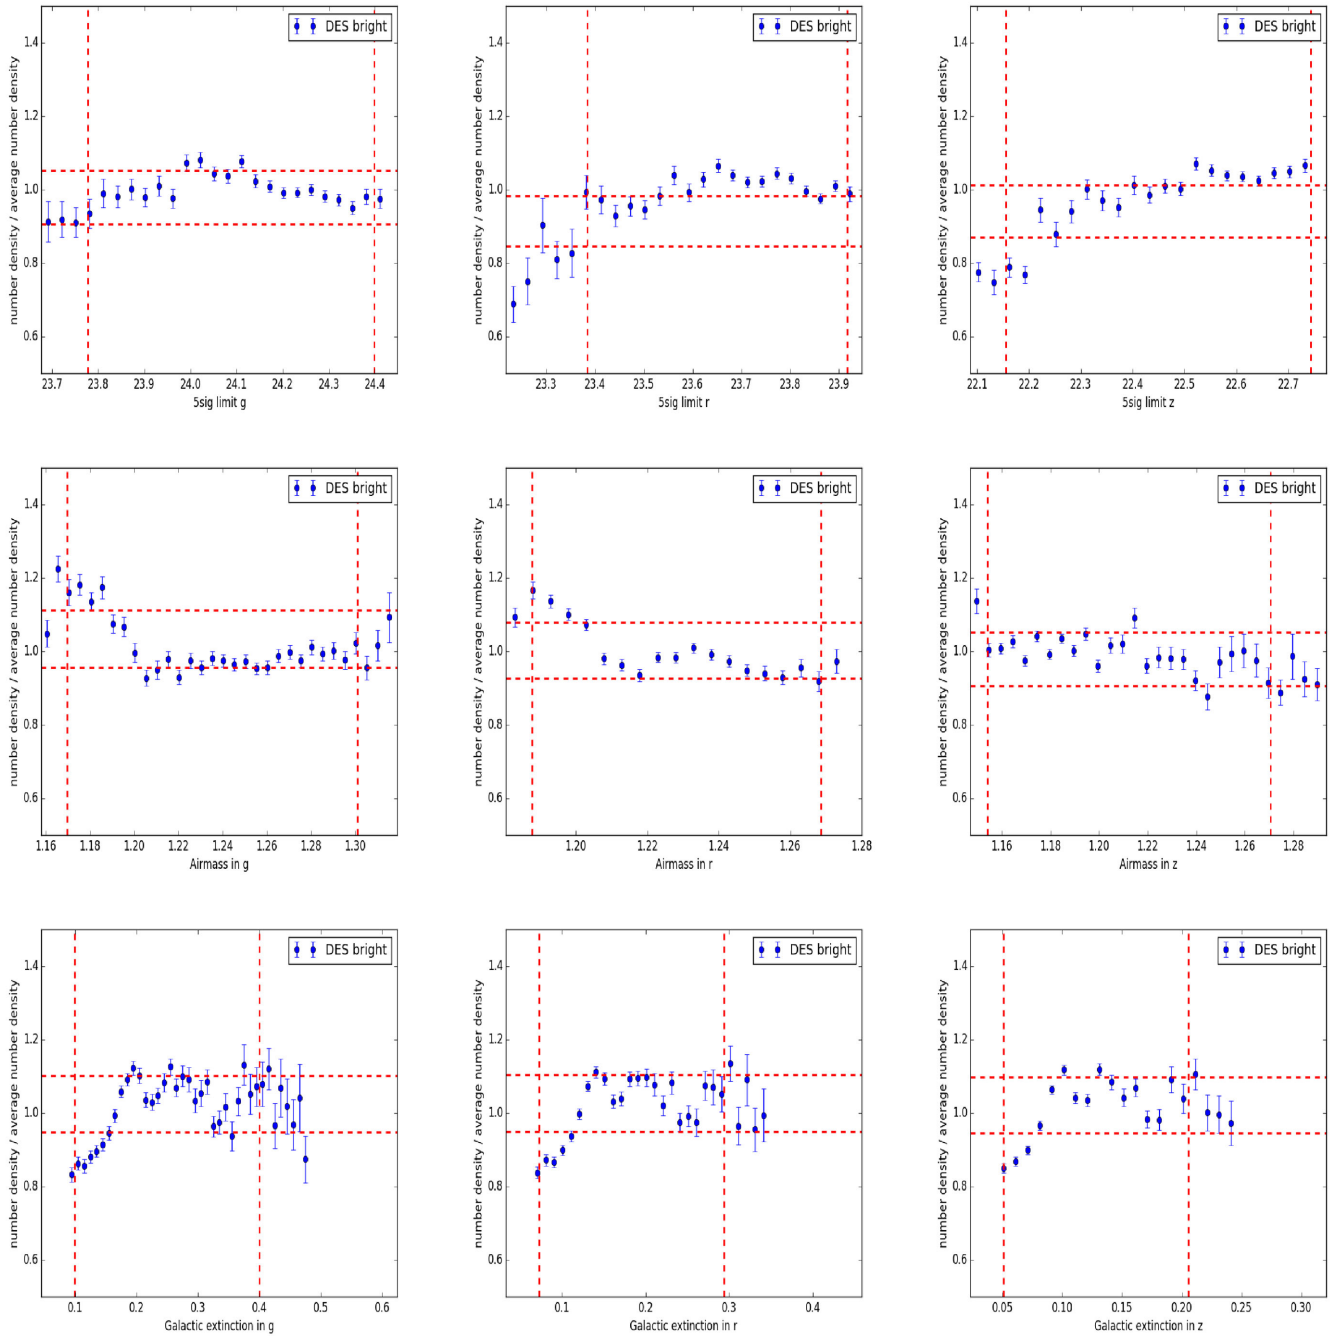 DES bright
number density / average number density
1.4
1.2
1.0
0.8
0.6
23.7 23.8 23.9 24.0 24.1 24.2 24.3 24.4
5sig limit g
DES bright
number density / average number density
1.4
1.2
1.0
0.8
0.6
23.3 23.4 23.5 23.6 23.7 23.8 23.9
5sig limit r
DES bright
number density / average number density
1.4
1.2
1.0
0.8
0.6
22.1 22.2 22.3 22.4 22.5 22.6 22.7
5sig limit z
DES bright
number density / average number density
1.4
1.2
1.0
0.8
0.6
1.16 1.18 1.20 1.22 1.24 1.26 1.28 1.30
Airmass in g
DES bright
number density / average number density
1.4
1.2
1.0
0.8
0.6
1.20 1.22 1.24 1.26 1.28
Airmass in r
DES bright
number density / average number density
1.4
1.2
1.0
0.8
0.6
1.16 1.18 1.20 1.22 1.24 1.26 1.28
Airmass in z
DES bright
number density / average number density
1.4
1.2
1.0
0.8
0.6
0.1 0.2 0.3 0.4 0.5 0.6
Galactic extinction in g
DES bright
number density / average number density
1.4
1.2
1.0
0.8
0.6
0.1 0.2 0.3 0.4
Galactic extinction in r
DES bright
number density / average number density
1.4
1.2
1.0
0.8
0.6
0.05 0.10 0.15 0.20 0.25 0.30
Galactic extinction in z